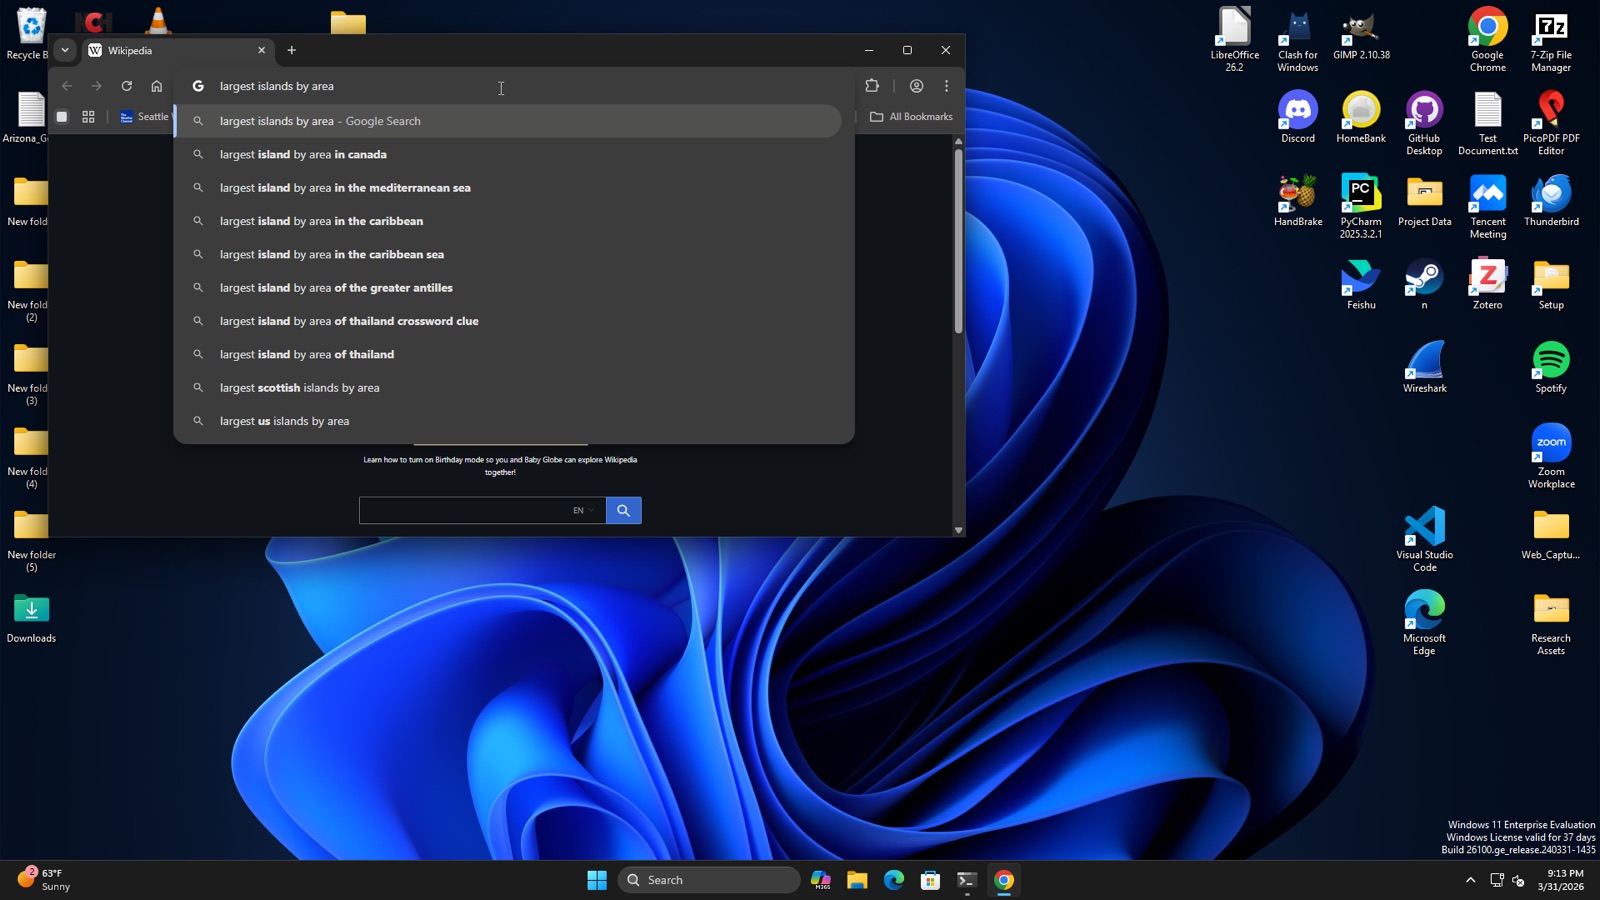 Wikipedia
largest islands by area
Seattle
All Bookmarks
largest islands by area - Google Search
largest island by area in canada
largest island by area in the mediterranean sea
largest island by area in the caribbean
largest island by area in the caribbean sea
largest island by area of the greater antilles
largest island by area of thailand crossword clue
largest island by area of thailand
largest scottish islands by area
largest us islands by area
Learn how to turn on Birthday mode so you and Baby Globe can explore Wikipedia
together!
EN
Recycle B
NCH
Arizona_G
New fold
New fold
(2)
New fold
(3)
New fold
(4)
New folder
(5)
Downloads
LibreOffice
26.2
Clash for
Windows
GIMP 2.10.38
Google
Chrome
7z
7-Zip File
Manager
Discord
HomeBank
GitHub
Desktop
Test
Document.txt
PicoPDF PDF
Editor
HandBrake
PC
PyCharm
2025.3.2.1
Project Data
Tencent
Meeting
Thunderbird
Feishu
n
Z
Zotero
Setup
Wireshark
Spotify
zoom
Zoom
Workplace
Visual Studio
Code
Web_Captu...
Microsoft
Edge
Research
Assets
Windows 11 Enterprise Evaluation
Windows License valid for 37 days
Build 26100.ge_release.240331-1435
2
63°F
Sunny
Search
M365
9:13 PM
3/31/2026